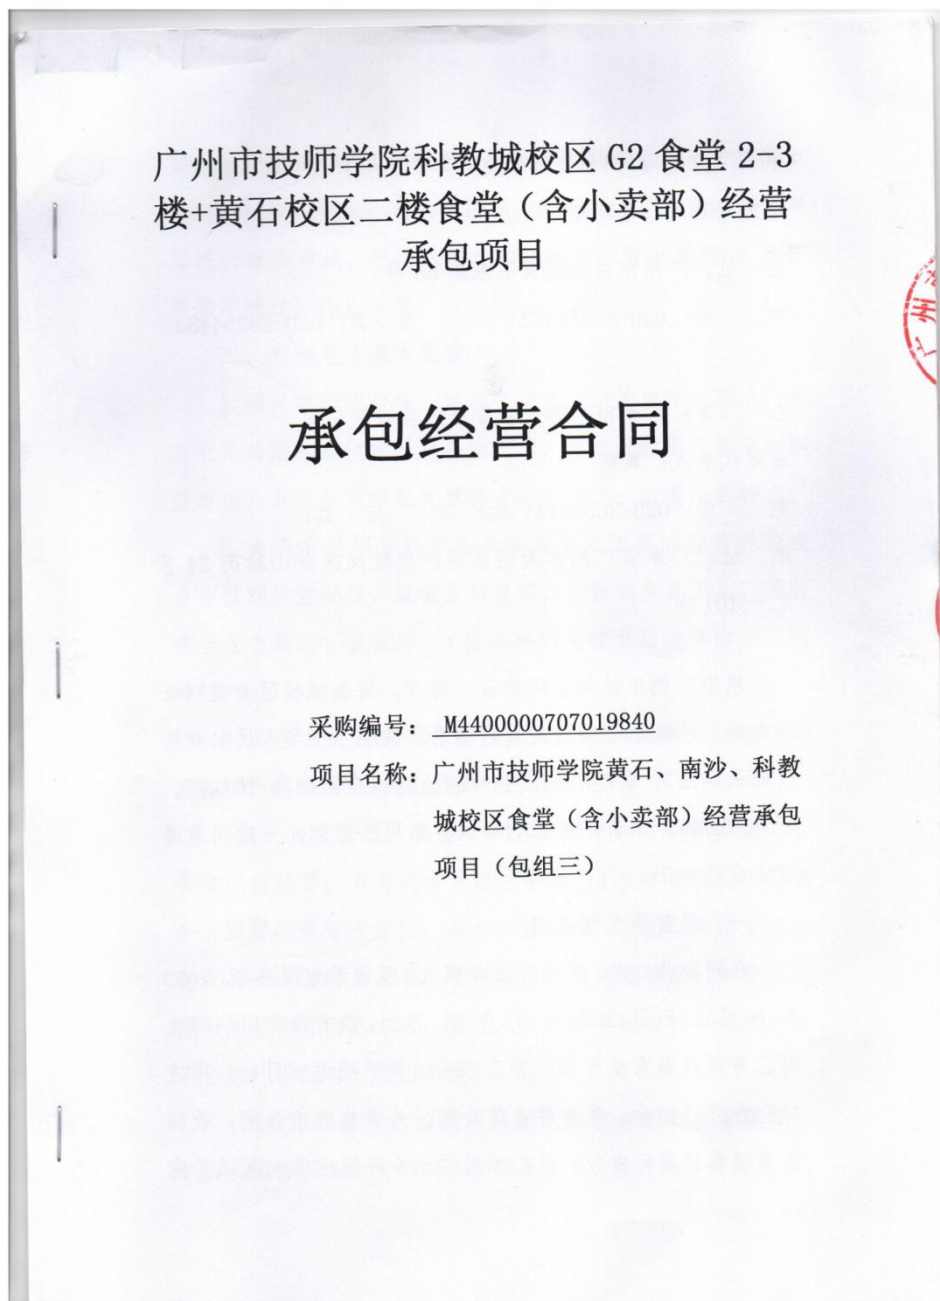 广州市技师学院科教城校区 G2 食堂 2-3
楼+黄石校区二楼食堂（含小卖部）经营
承包项目
承包经营合同
采购编号： M4400000707019840
项目名称：广州市技师学院黄石、南沙、科教
城校区食堂（含小卖部）经营承包
项目（包组三）
广州